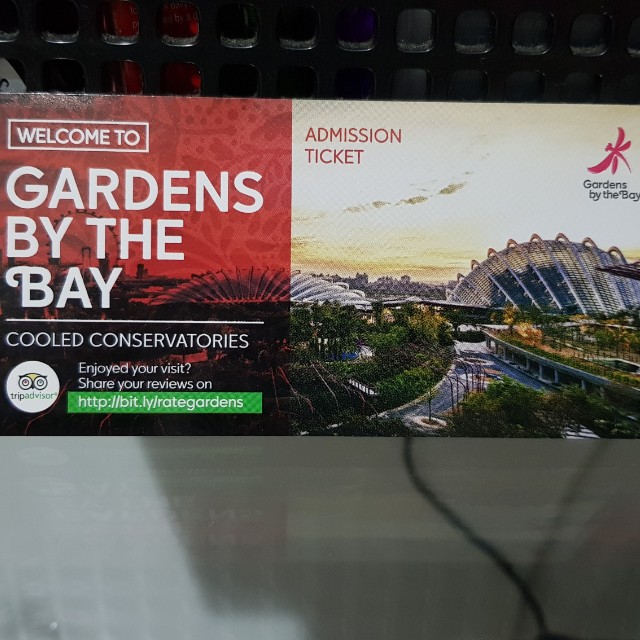 WELCOME TO
GARDENS
BY THE
BAY
COOLED CONSERVATORIES
Enjoyed your visit?
Share your reviews on
http://bit.ly/rategardens
tripadvisor®
ADMISSION
TICKET
Gardens
by the Bay